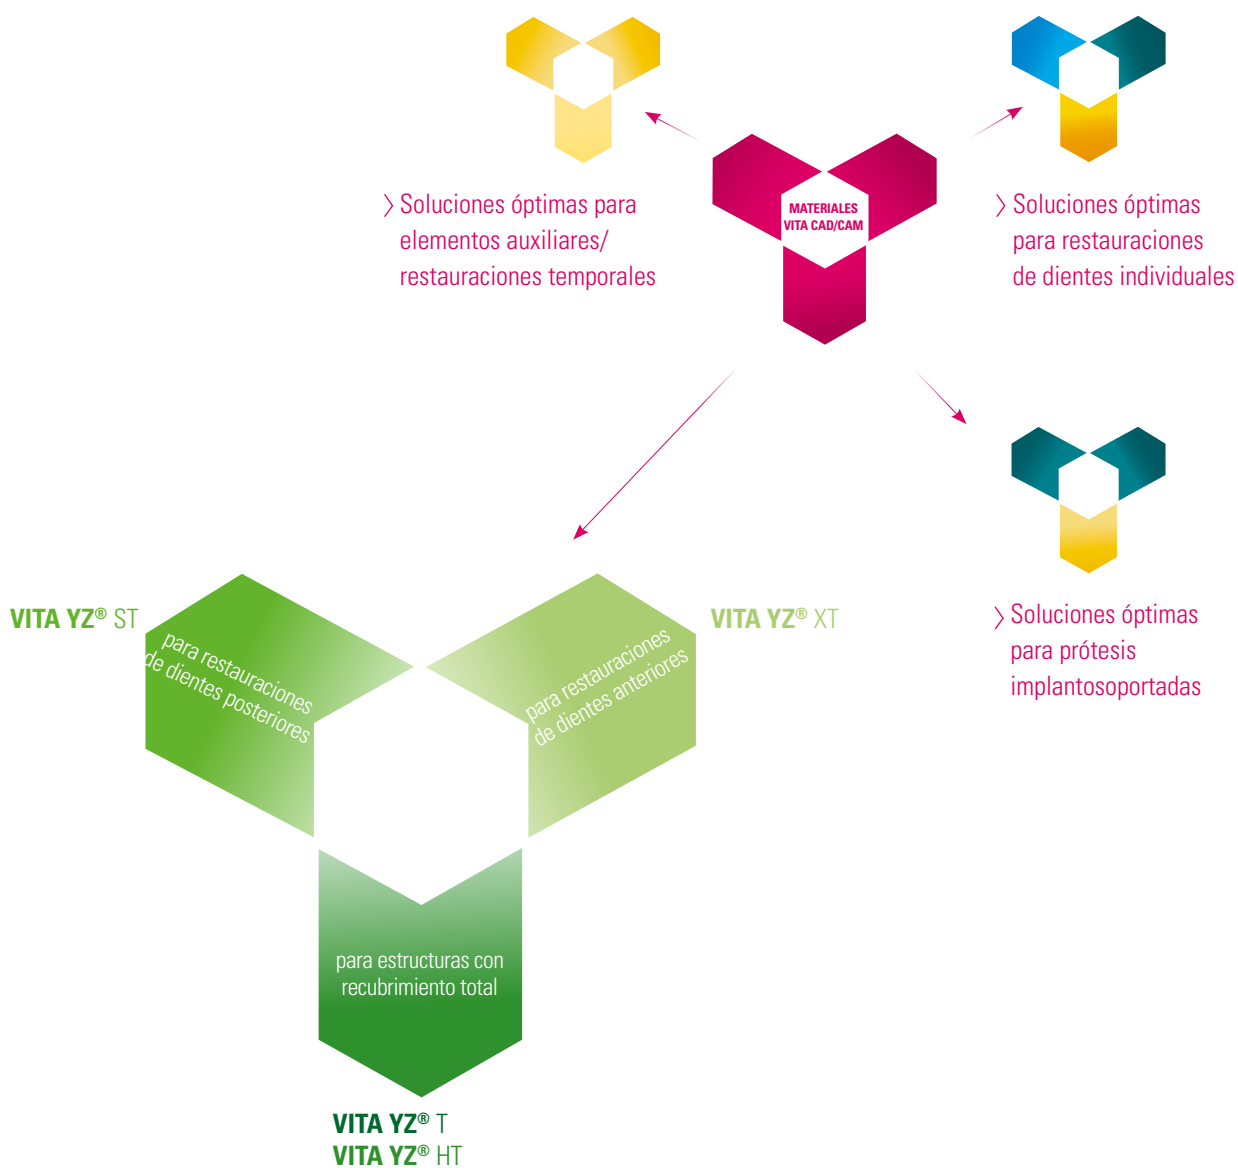 MATERIALES
VITA CAD/CAM
〉Soluciones óptimas para
elementos auxiliares/
restauraciones temporales
〉Soluciones óptimas
para restauraciones
de dientes individuales
〉Soluciones óptimas
para prótesis
implantosoportadas
VITA YZ® ST
para restauraciones
de dientes posteriores
VITA YZ® XT
para restauraciones
de dientes anteriores
para estructuras con
recubrimiento total
VITA YZ® T
VITA YZ® HT